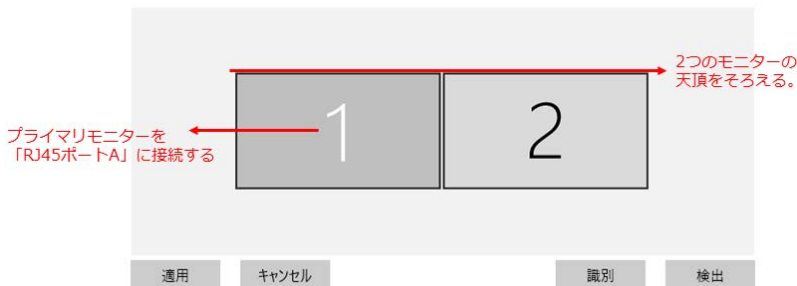 2つのモニターの
天頂をそろえる。
1
2
プライマリモニターを
「RJ45ポートA」に接続する
適用
キャンセル
識別
検出